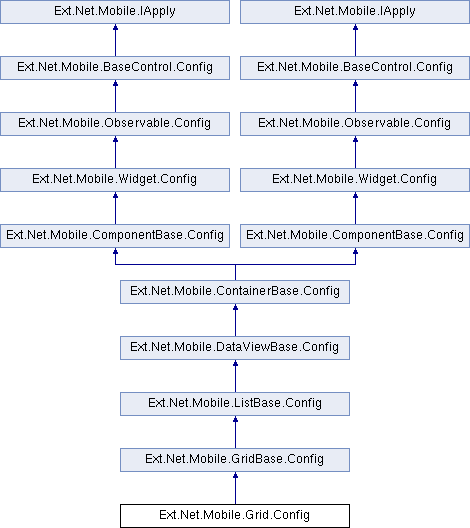 Ext.Net.Mobile.IApply
Ext.Net.Mobile.IApply
Ext.Net.Mobile.BaseControl.Config
Ext.Net.Mobile.BaseControl.Config
Ext.Net.Mobile.Observable.Config
Ext.Net.Mobile.Observable.Config
Ext.Net.Mobile.Widget.Config
Ext.Net.Mobile.Widget.Config
Ext.Net.Mobile.ComponentBase.Config
Ext.Net.Mobile.ComponentBase.Config
Ext.Net.Mobile.ContainerBase.Config
Ext.Net.Mobile.DataViewBase.Config
Ext.Net.Mobile.ListBase.Config
Ext.Net.Mobile.GridBase.Config
Ext.Net.Mobile.Grid.Config